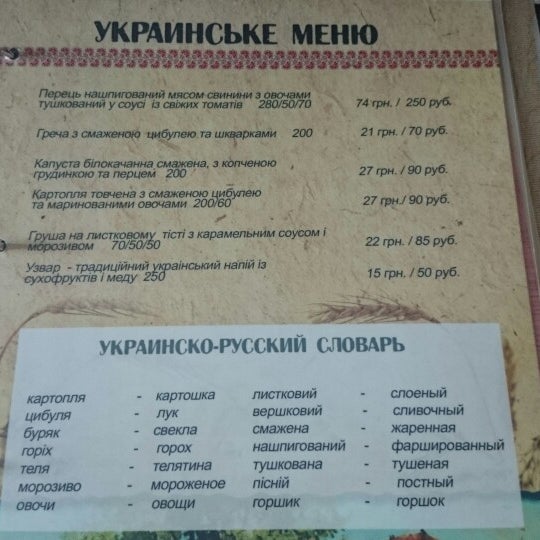 УКРАИНСЬКЕ МЕНЮ
Перець нашпигований мясом свинини з овочами
тушкований у соусі із свіжих томатів 280/50/70 74 грн. / 250 руб.
Греча з смаженою цибулею та шкварками 200 21 грн. / 70 руб.
Капуста білокачанна смажена, з копченою
грудинкою та перцем 200 27 грн. / 90 руб.
Картопля товчена з смаженою цибулею
та маринованими овочами 200/60 27 грн./ 90 руб.
Груша на листковому тісті з карамельним соусом і
морозивом 70/50/50 22 грн. / 85 руб.
Узвар - традиційний український напій із
сухофруктів і меду 250 15 грн. / 50 руб.
УКРАИНСКО-РУССКИЙ СЛОВАРЬ
картопля - картошка листковий - слоеный
цибуля - лук вершковий - сливочный
буряк - свекла смажена - жаренная
горіх - горох нашпигований - фаршированный
теля - телятина тушкована - тушеная
морозиво - мороженое пісній - постный
овочи - овощи горшик - горшок